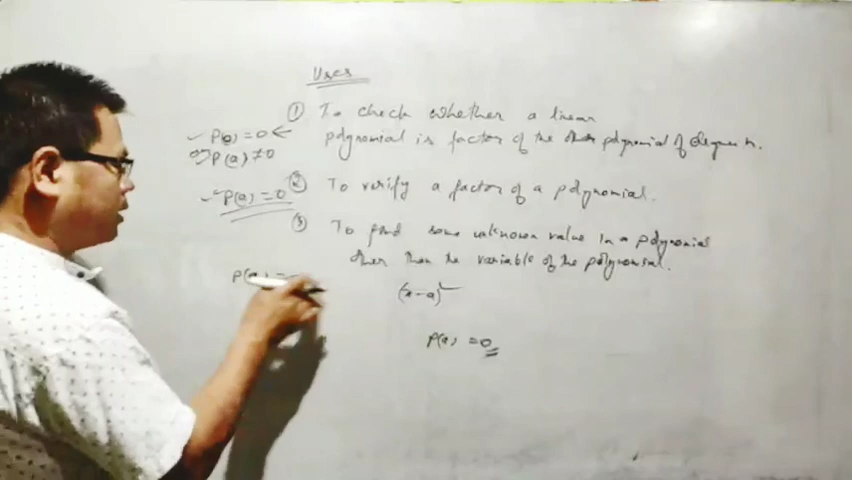 Uses
① To check whether a linear
P(a) = 0 ←
polynomial is factor of the other polynomial of degree n.
or P(a) ≠ 0
② To verify a factor of a polynomial.
P(a) = 0
③ To find some unknown value in a polynomial
other than the variable of the polynomial.
P(a) =
(x-a)
P(a) = 0